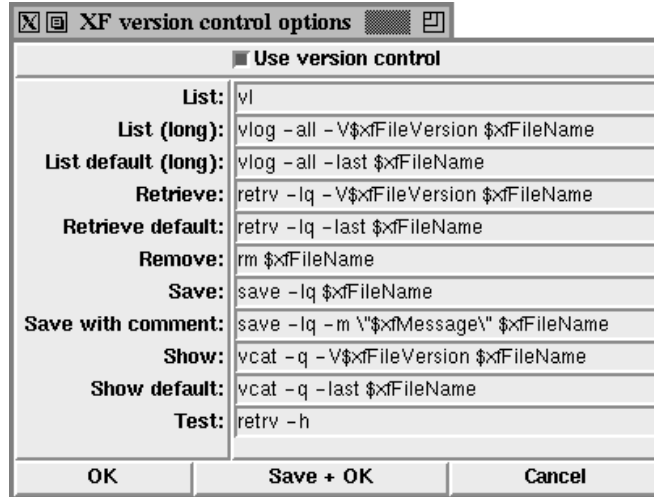 XF version control options
Use version control
List: vl
List (long): vlog -all -V$xfFileVersion $xfFileName
List default (long): vlog -all -last $xfFileName
Retrieve: retrv -lq -V$xfFileVersion $xfFileName
Retrieve default: retrv -lq -last $xfFileName
Remove: rm $xfFileName
Save: save -lq $xfFileName
Save with comment: save -lq -m \"$xfMessage\" $xfFileName
Show: vcat -q -V$xfFileVersion $xfFileName
Show default: vcat -q -last $xfFileName
Test: retrv -h
OK Save + OK Cancel